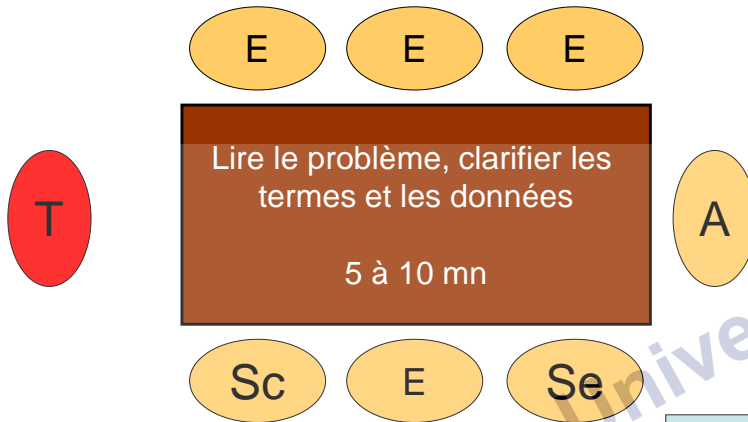 E E E
Lire le problème, clarifier les
termes et les données
T
A
5 à 10 mn
Sc E Se